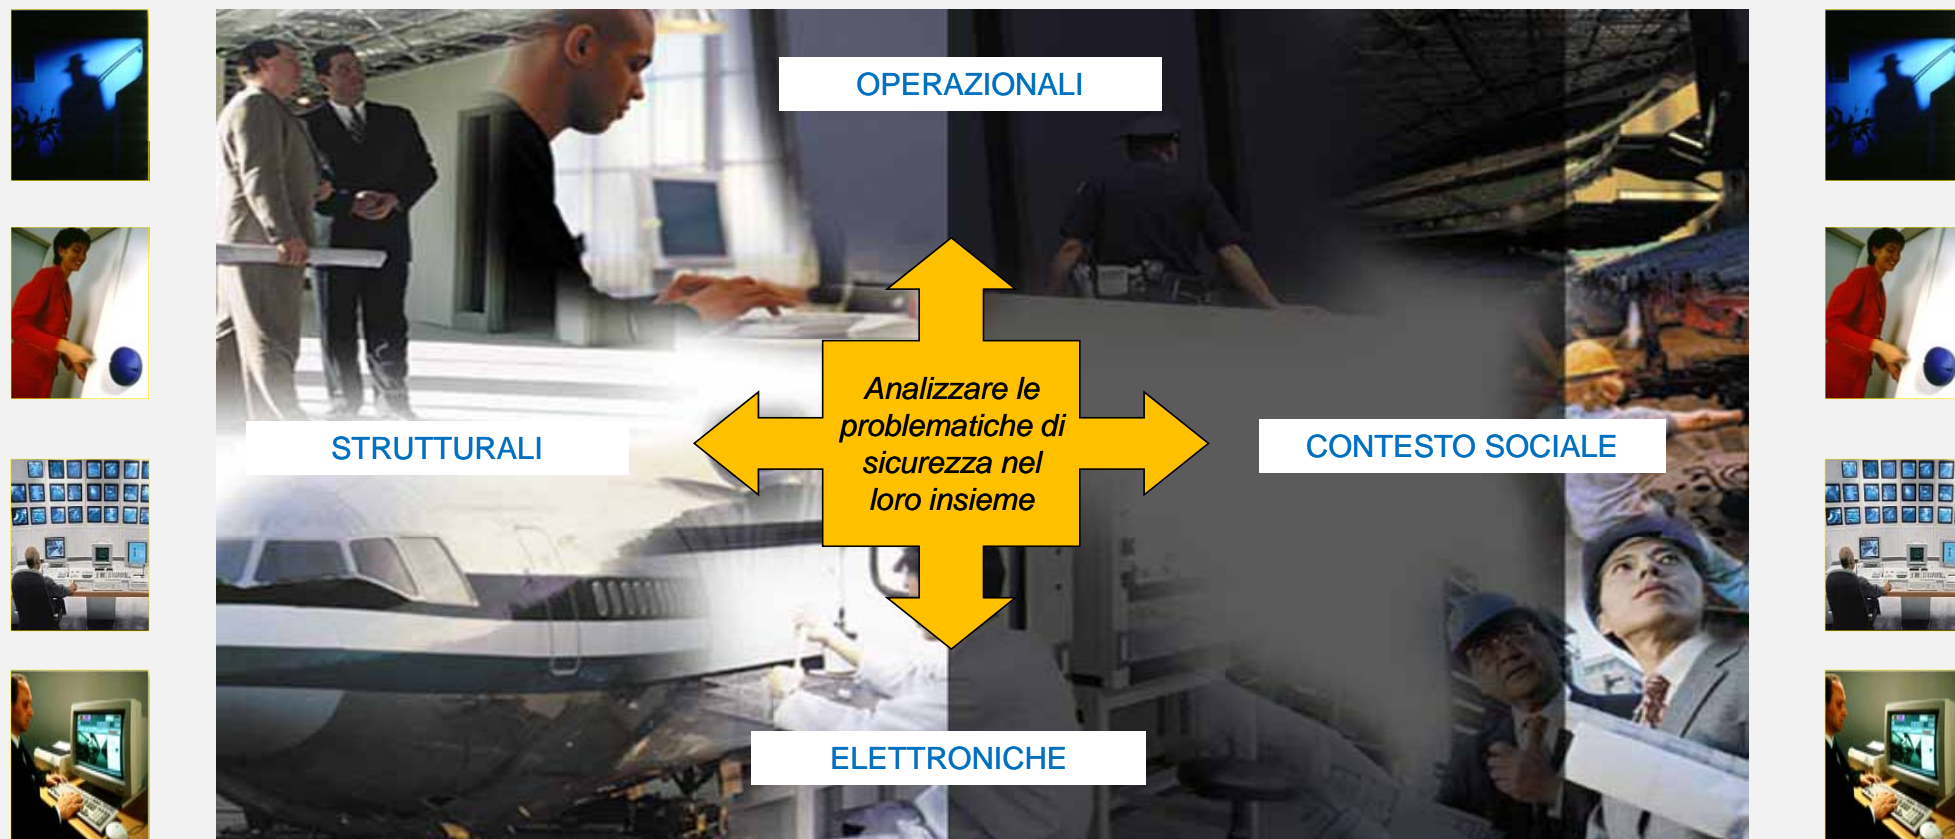 OPERAZIONALI
Analizzare le
problematiche di
sicurezza nel
loro insieme
STRUTTURALI
CONTESTO SOCIALE
ELETTRONICHE